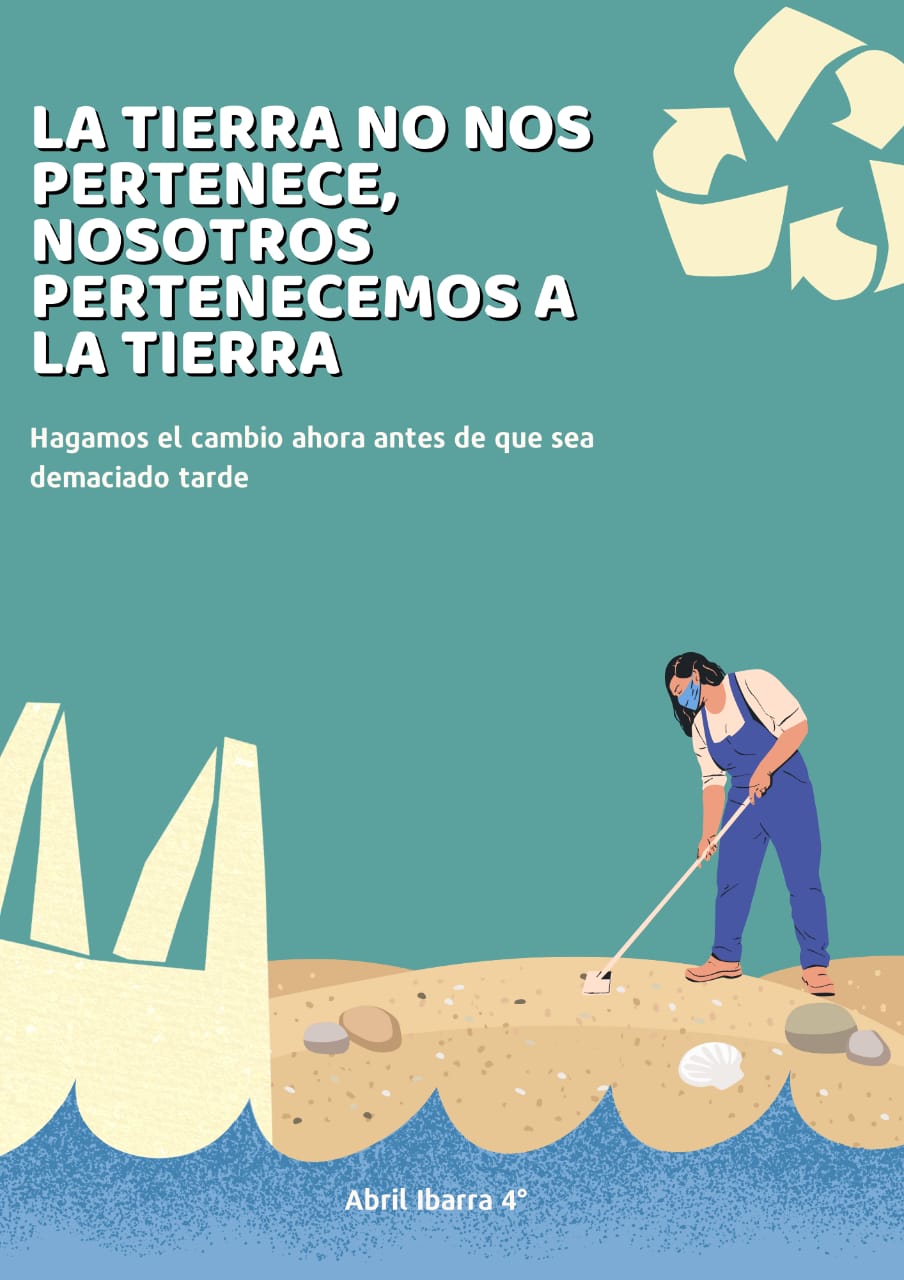 LA TIERRA NO NOS
PERTENECE,
NOSOTROS
PERTENECEMOS A
LA TIERRA
Hagamos el cambio ahora antes de que sea
demaciado tarde
Abril Ibarra 4°